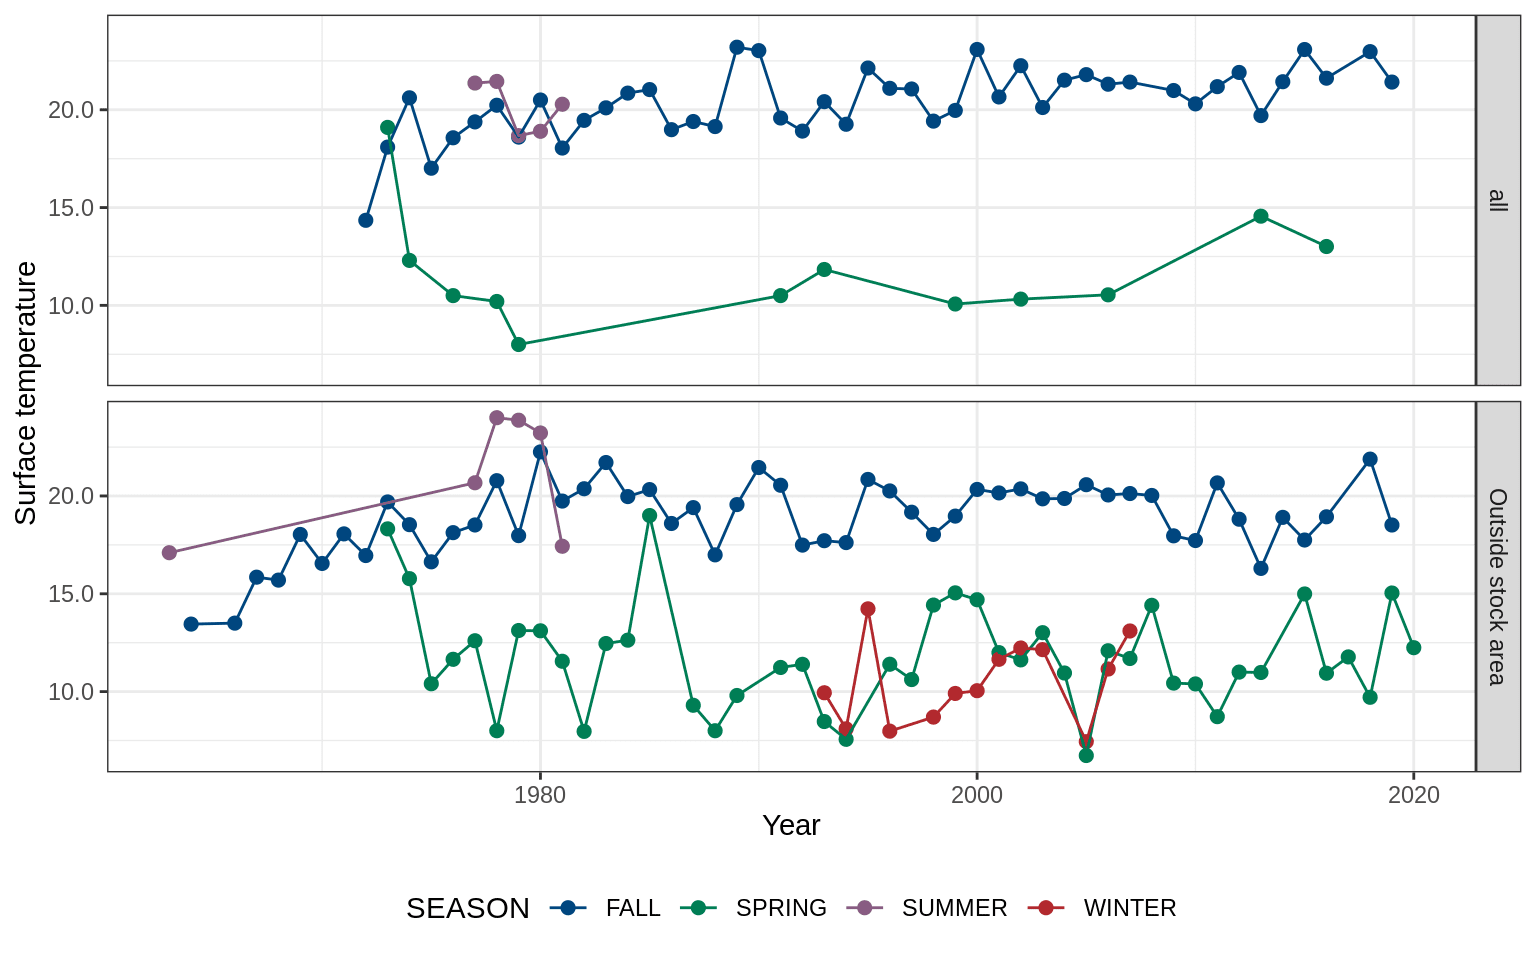 20.0
15.0
10.0
all
Surface temperature
20.0
15.0
10.0
Outside stock area
1980 2000 2020
Year
SEASON FALL SPRING SUMMER WINTER